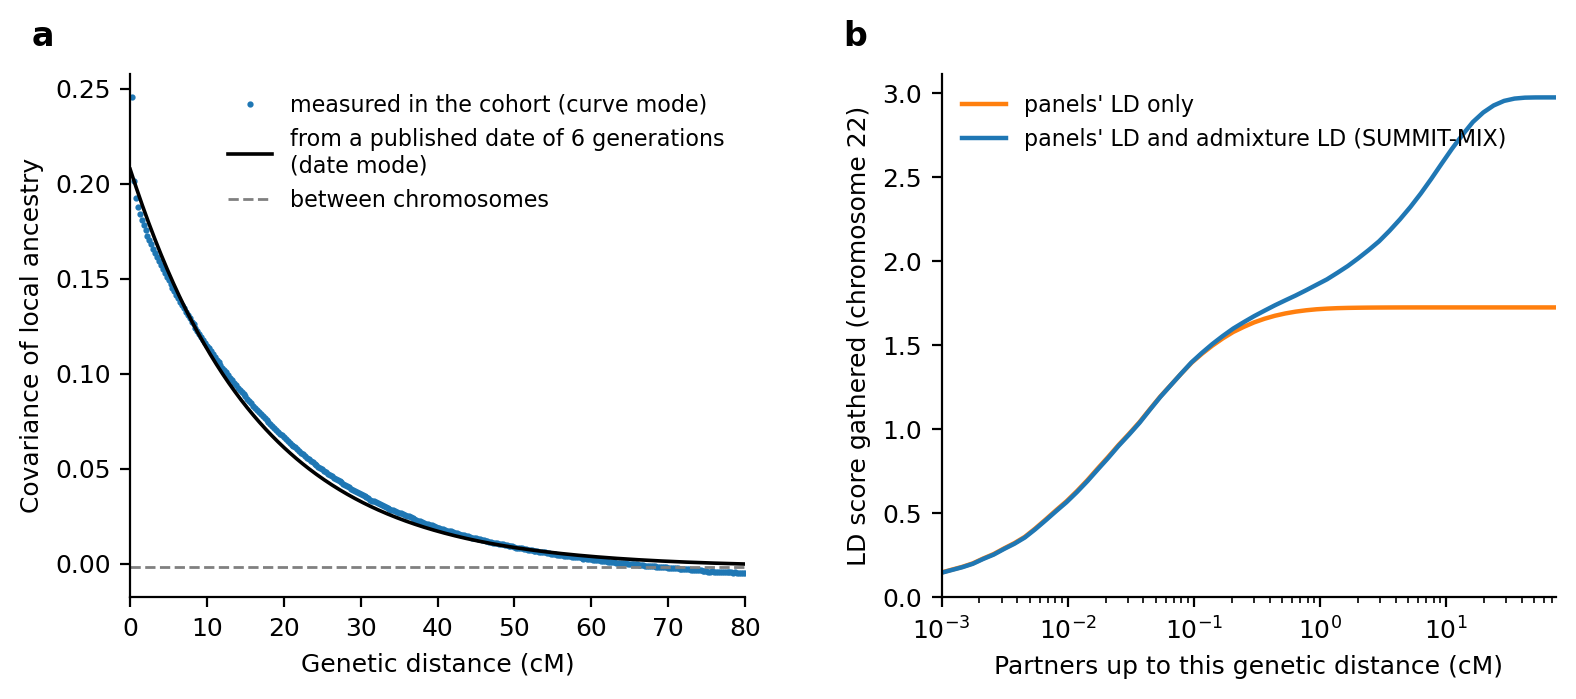 a
0.25
0.20
0.15
0.10
0.05
0.00
Covariance of local ancestry
measured in the cohort (curve mode)
from a published date of 6 generations
(date mode)
between chromosomes
0 10 20 30 40 50 60 70 80
Genetic distance (cM)
b
3.0
2.5
2.0
1.5
1.0
0.5
0.0
LD score gathered (chromosome 22)
panels' LD only
panels' LD and admixture LD (SUMMIT-MIX)
10⁻³ 10⁻² 10⁻¹ 10⁰ 10¹
Partners up to this genetic distance (cM)